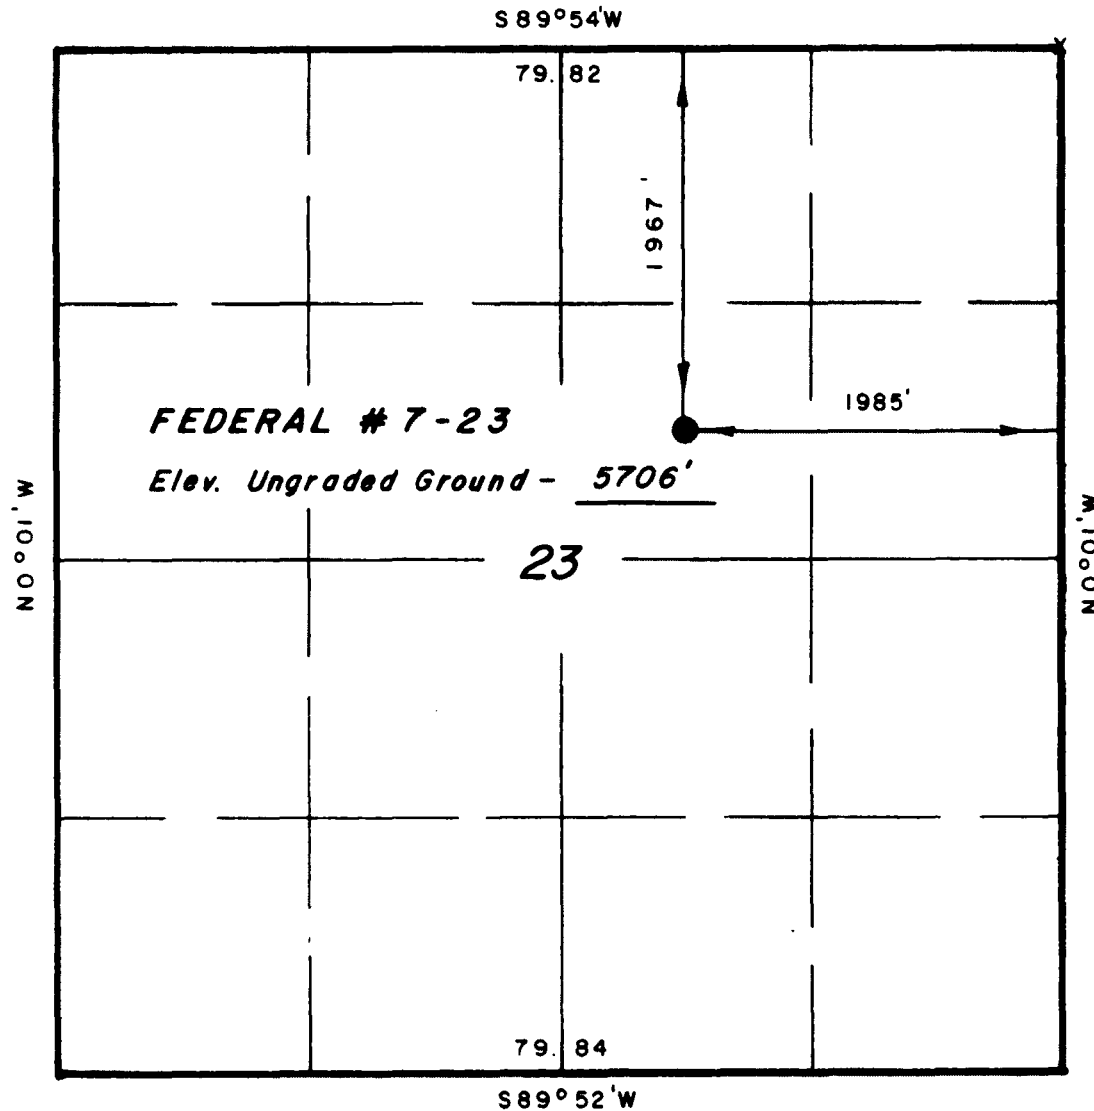 S89°54'W
79.82
1967'
1985'
FEDERAL # 7-23
Elev. Ungraded Ground - 5706'
N0°01'W
N0°01'W
23
79.84
S89°52'W